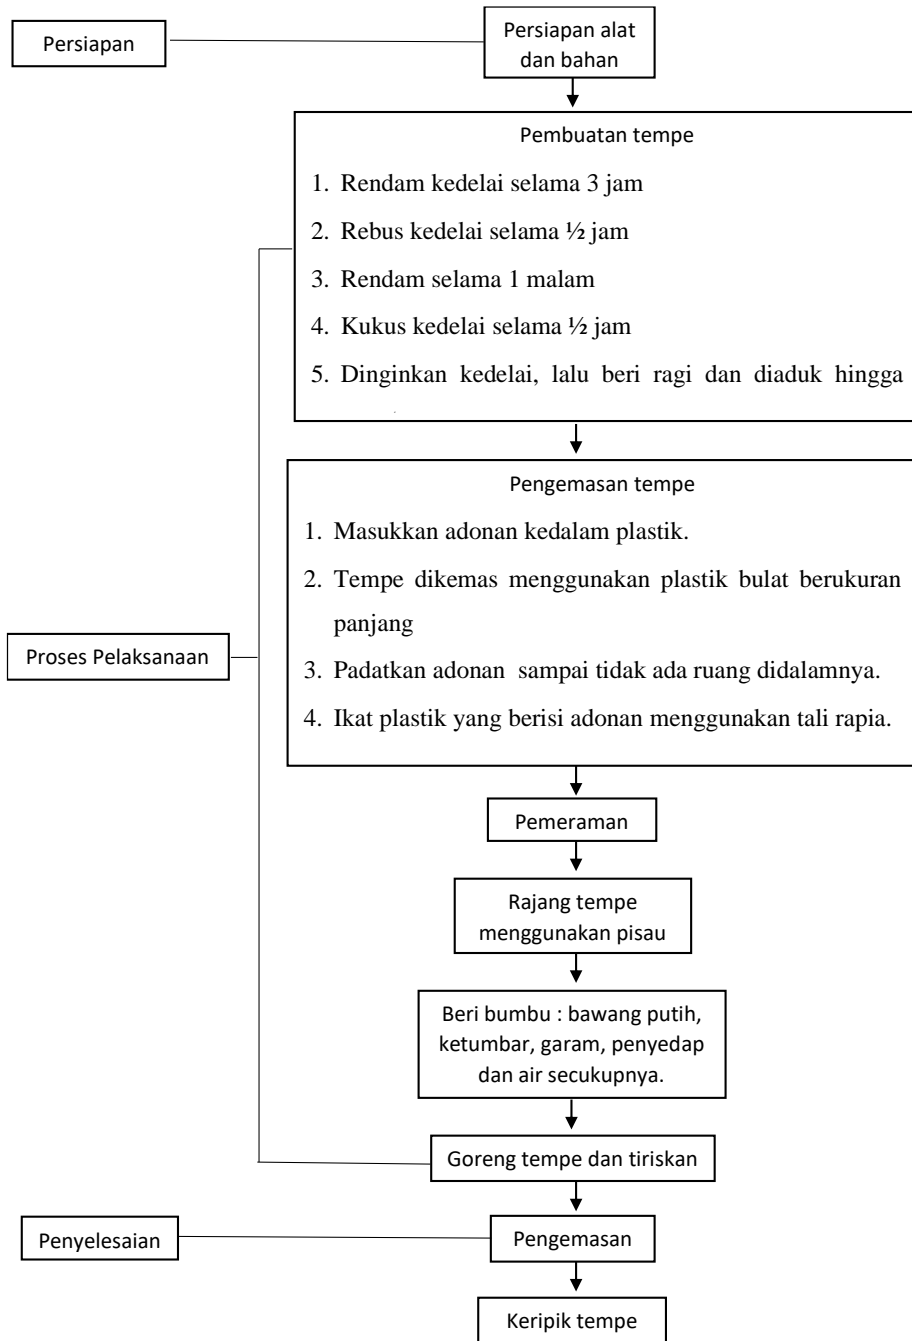 Persiapan
Persiapan alat
dan bahan
Pembuatan tempe
1. Rendam kedelai selama 3 jam
2. Rebus kedelai selama ½ jam
3. Rendam selama 1 malam
4. Kukus kedelai selama ½ jam
5. Dinginkan kedelai, lalu beri ragi dan diaduk hingga
Pengemasan tempe
1. Masukkan adonan kedalam plastik.
2. Tempe dikemas menggunakan plastik bulat berukuran
panjang
3. Padatkan adonan sampai tidak ada ruang didalamnya.
4. Ikat plastik yang berisi adonan menggunakan tali rapia.
Proses Pelaksanaan
Pemeraman
Rajang tempe
menggunakan pisau
Beri bumbu : bawang putih,
ketumbar, garam, penyedap
dan air secukupnya.
Goreng tempe dan tiriskan
Penyelesaian
Pengemasan
Keripik tempe